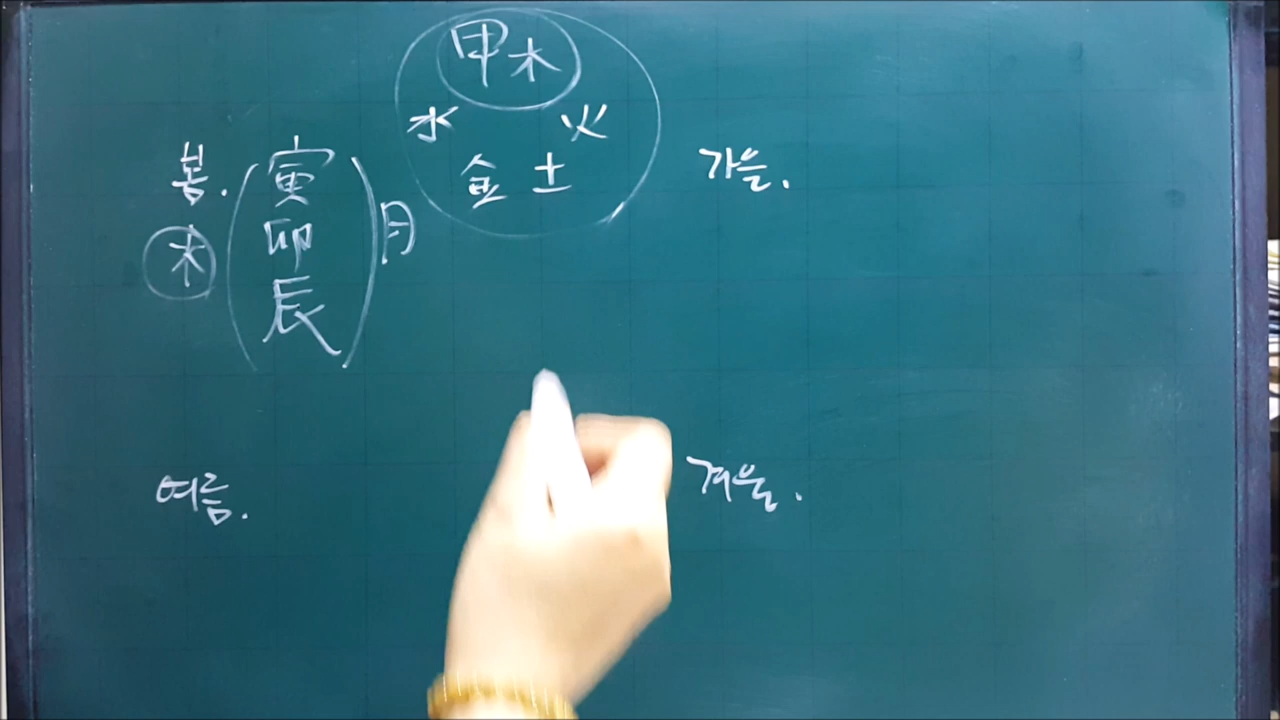 甲木
水 火
金 土
봄.
木
寅
卯
辰
月
가을.
여름.
겨울.